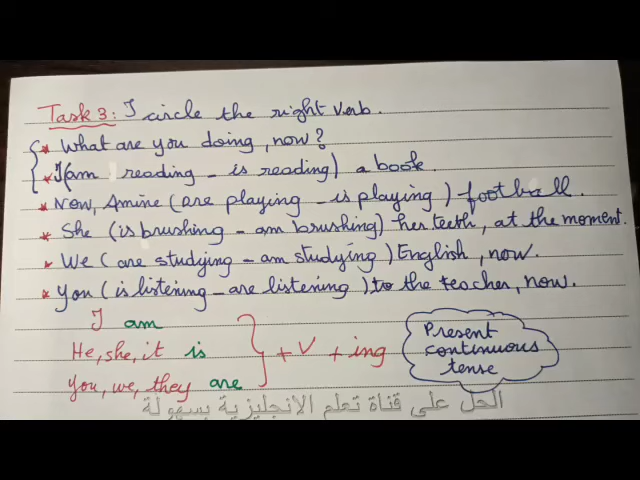 Task 3: I circle the right verb.
* What are you doing, now?
* I (am reading - is reading) a book.
* Now, Amine (are playing - is playing) football.
* She (is brushing - am brushing) her teeth, at the moment.
* We (are studying - am studying) English, now.
* You (is listening - are listening) to the teacher, now.
I am
He, she, it is
You, we, they are
} + V + ing
Present
continuous
tense
الحل على قناة تعلم الانجليزية بسهولة